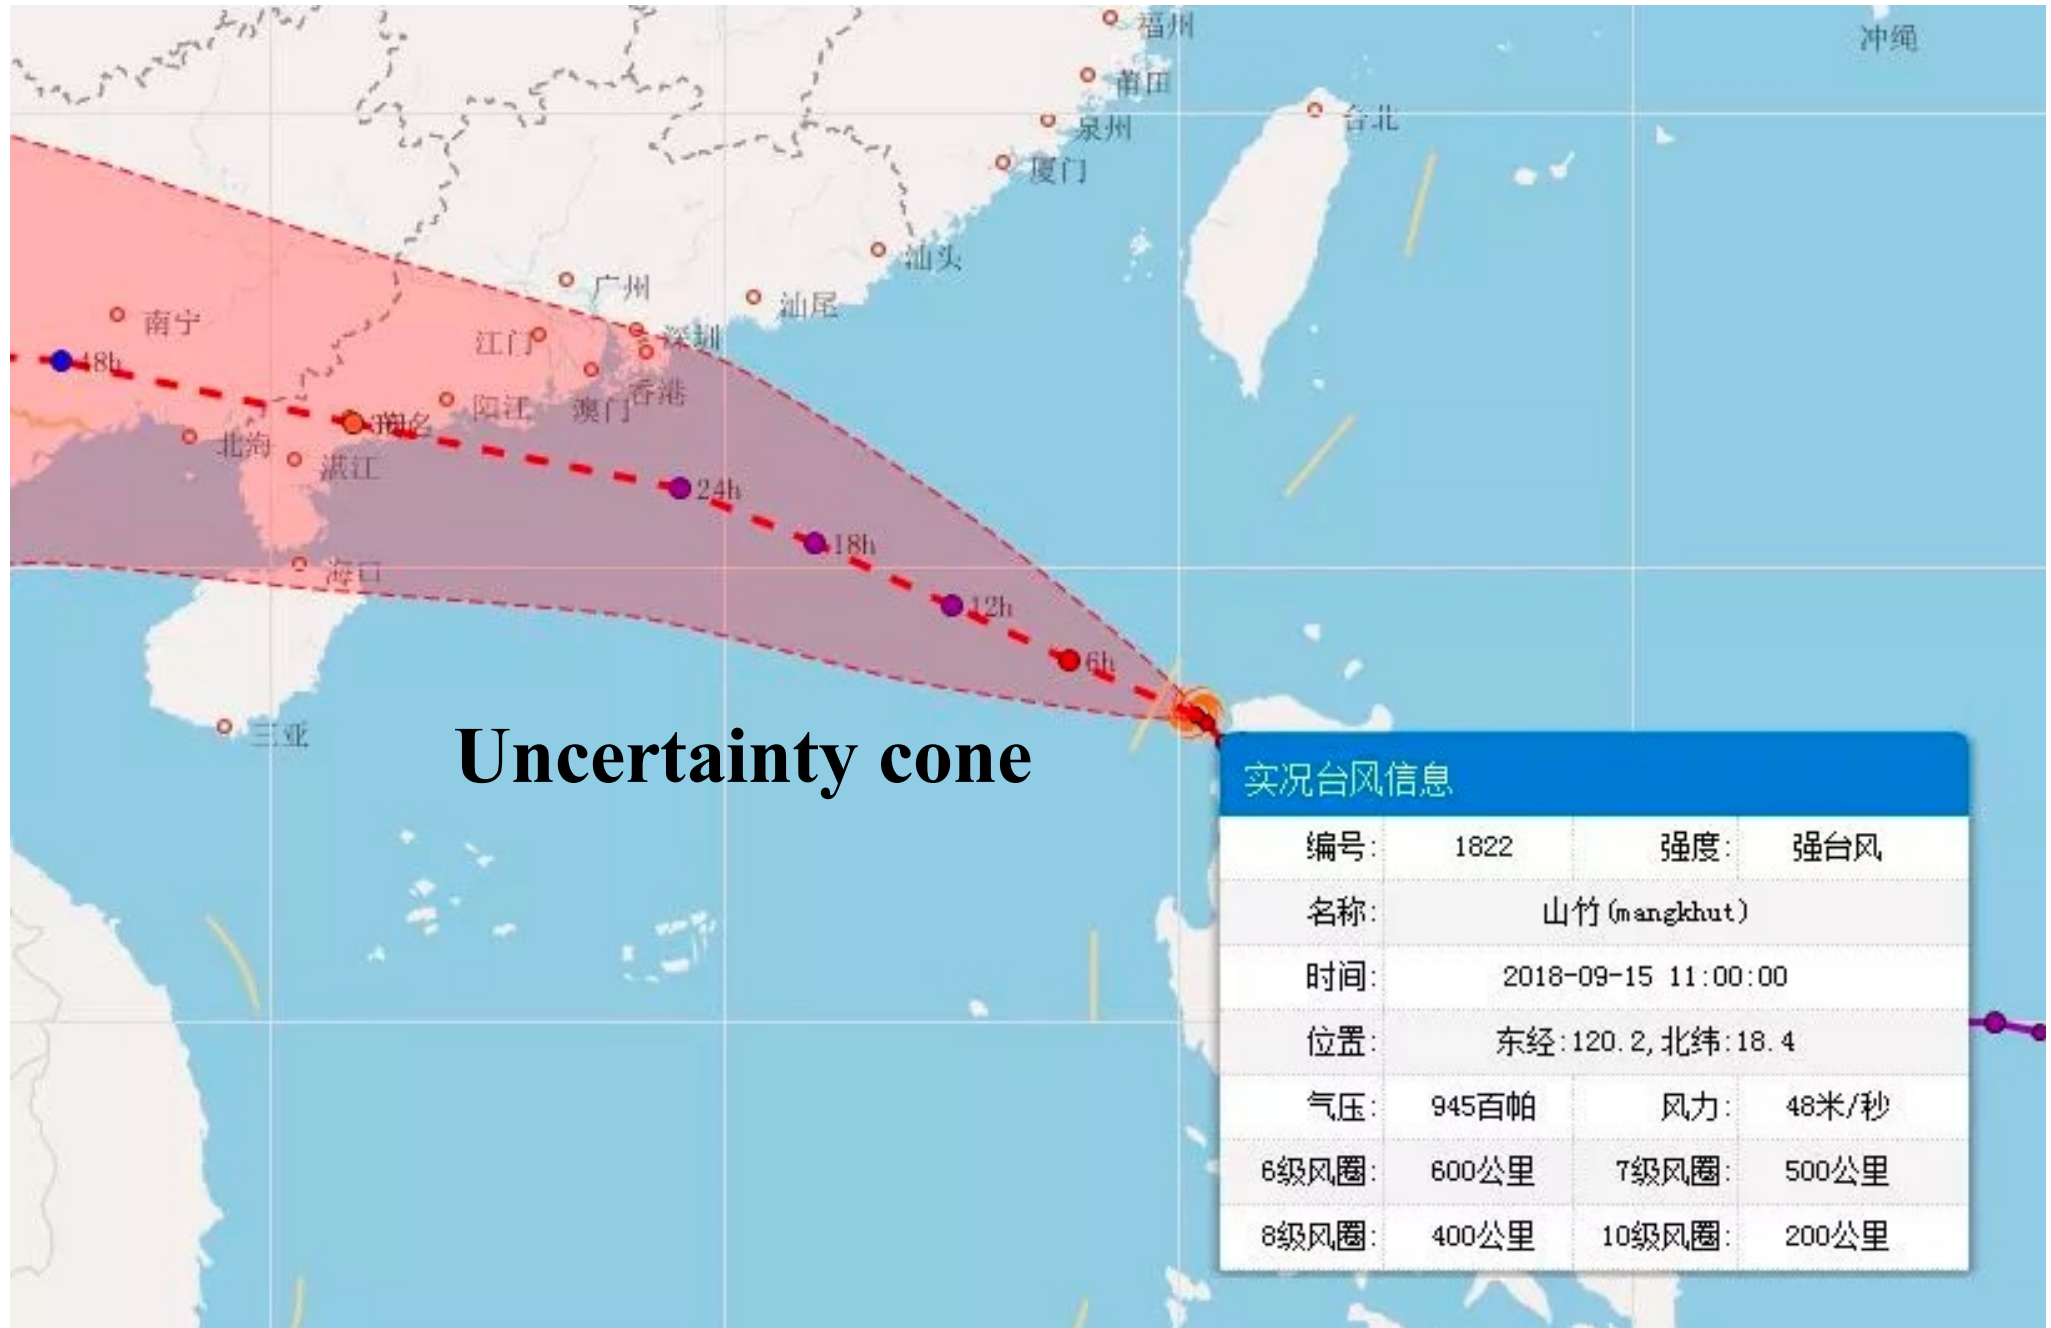 福州
冲绳
莆田
台北
泉州
厦门
汕头
广州
汕尾
南宁
江门
深圳
48h
香港
阳江
澳门
北海
湛江
24h
18h
海口
12h
6h
三亚
Uncertainty cone
实况台风信息
编号: 1822 强度: 强台风
名称: 山竹(mangkhut)
时间: 2018-09-15 11:00:00
位置: 东经:120.2,北纬:18.4
气压: 945百帕 风力: 48米/秒
6级风圈: 600公里 7级风圈: 500公里
8级风圈: 400公里 10级风圈: 200公里